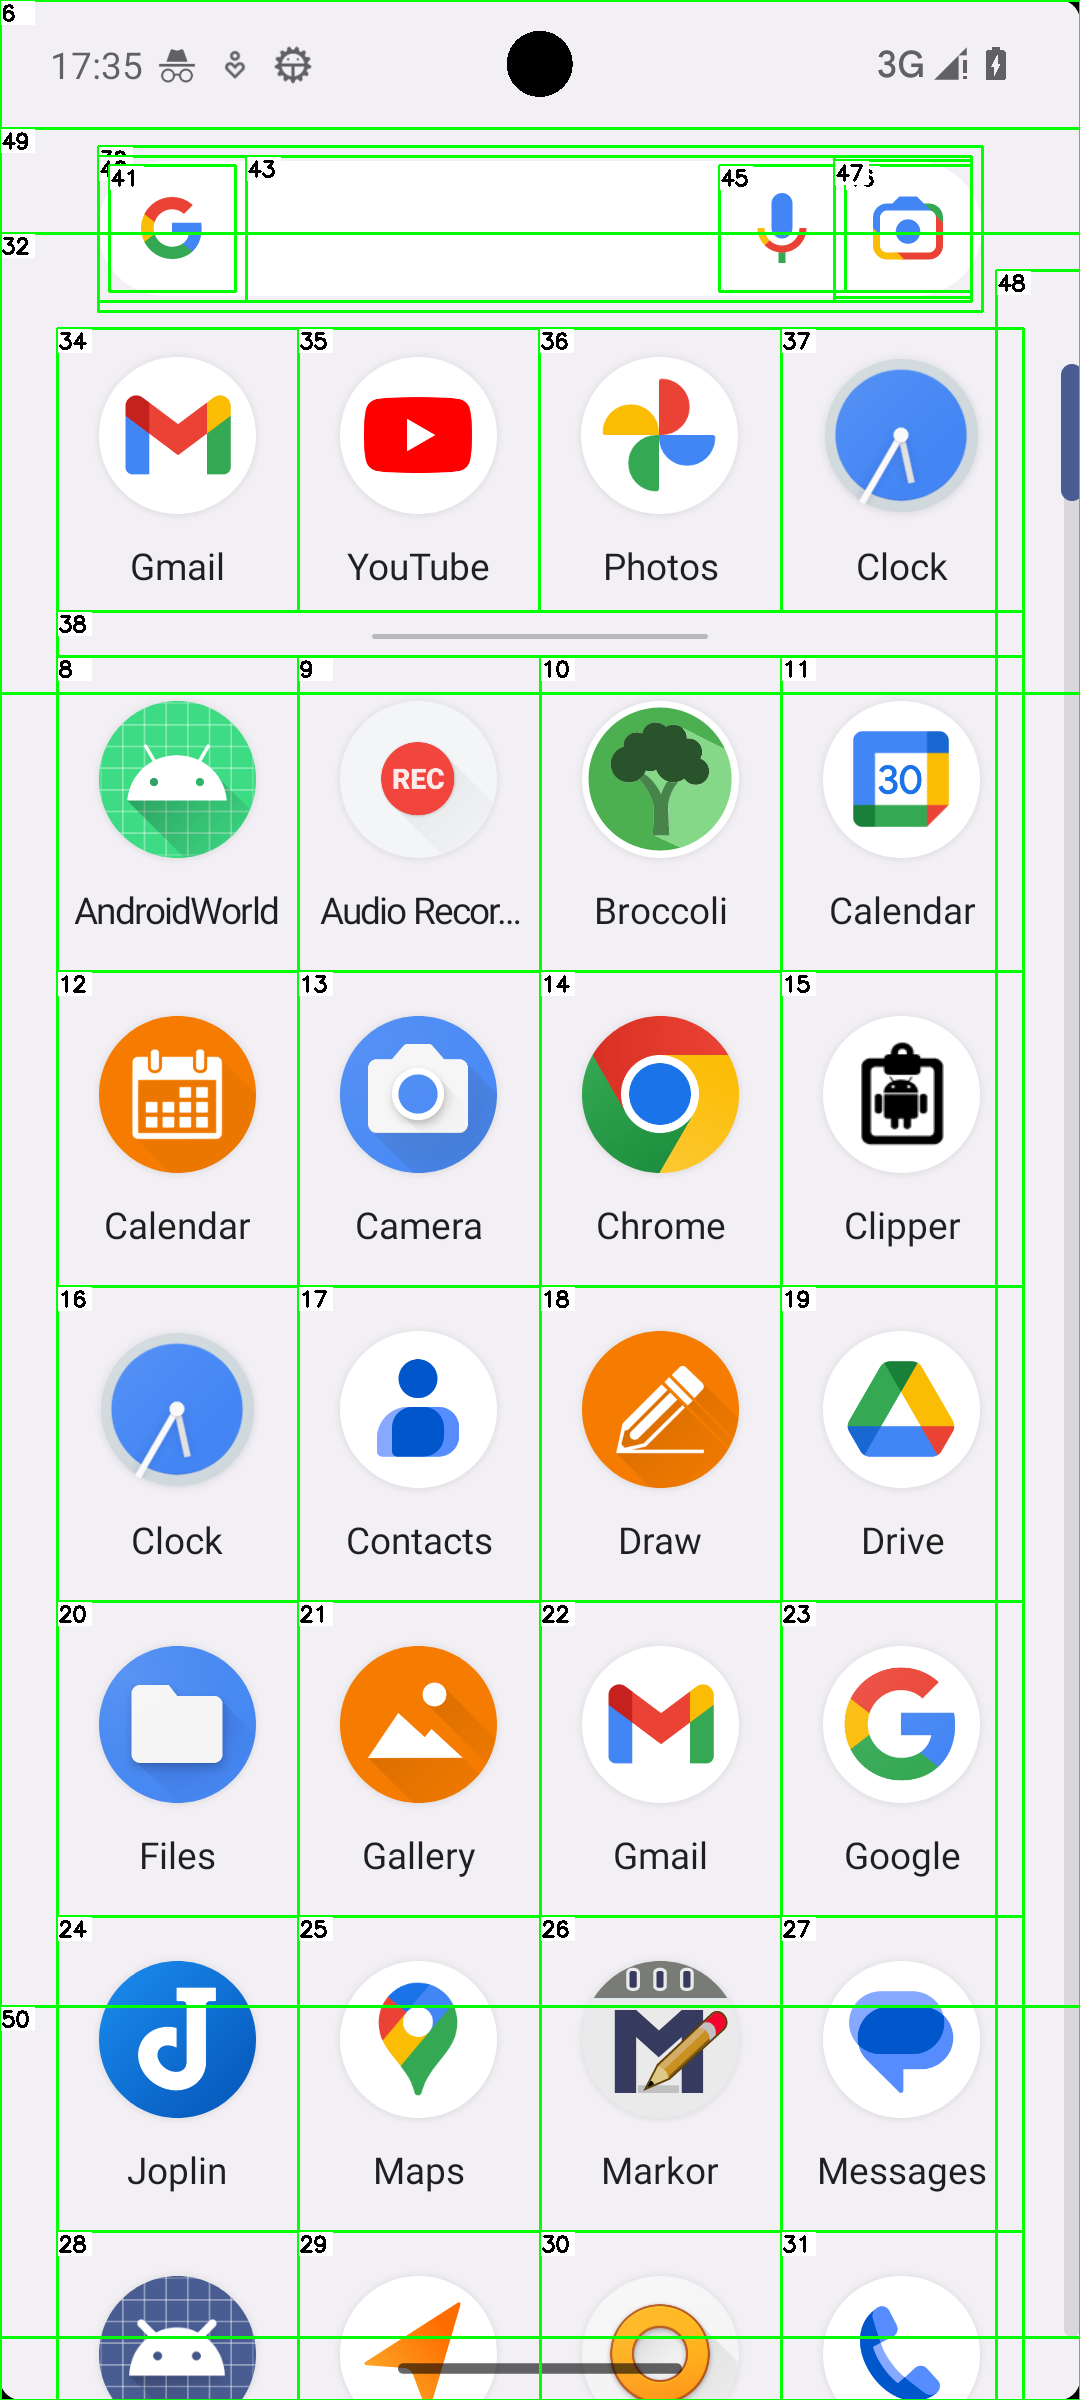 6
17:35 3G
49
39
41 43 45 47
32
48
34 35 36 37
Gmail YouTube Photos Clock
38
8 9 10 11
REC 30
AndroidWorld Audio Recor... Broccoli Calendar
12 13 14 15
Calendar Camera Chrome Clipper
16 17 18 19
Clock Contacts Draw Drive
20 21 22 23
Files Gallery Gmail Google
24 25 26 27
50
Joplin Maps Markor Messages
28 29 30 31